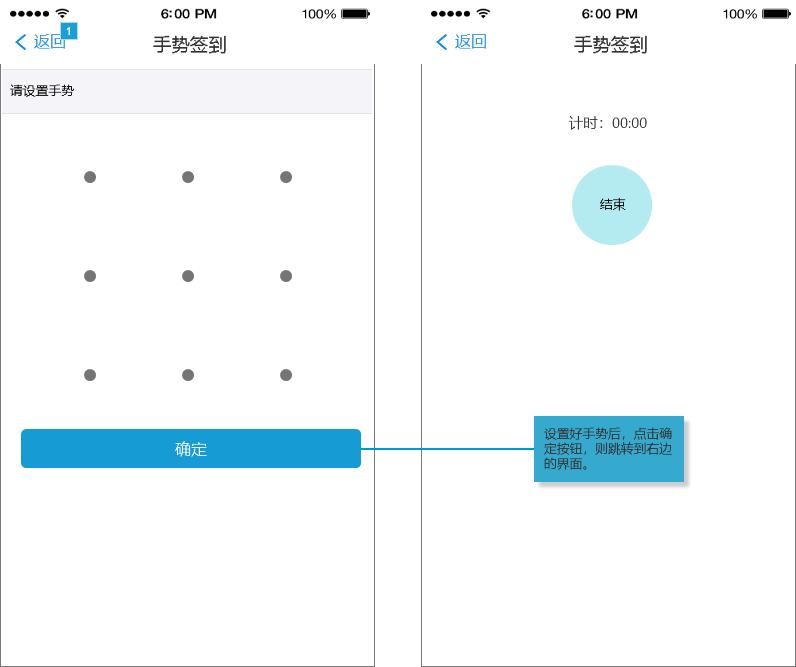 6:00 PM
100%
返回
1
手势签到
请设置手势
确定
6:00 PM
100%
返回
手势签到
计时：00:00
结束
设置好手势后，点击确
定按钮，则跳转到右边
的界面。